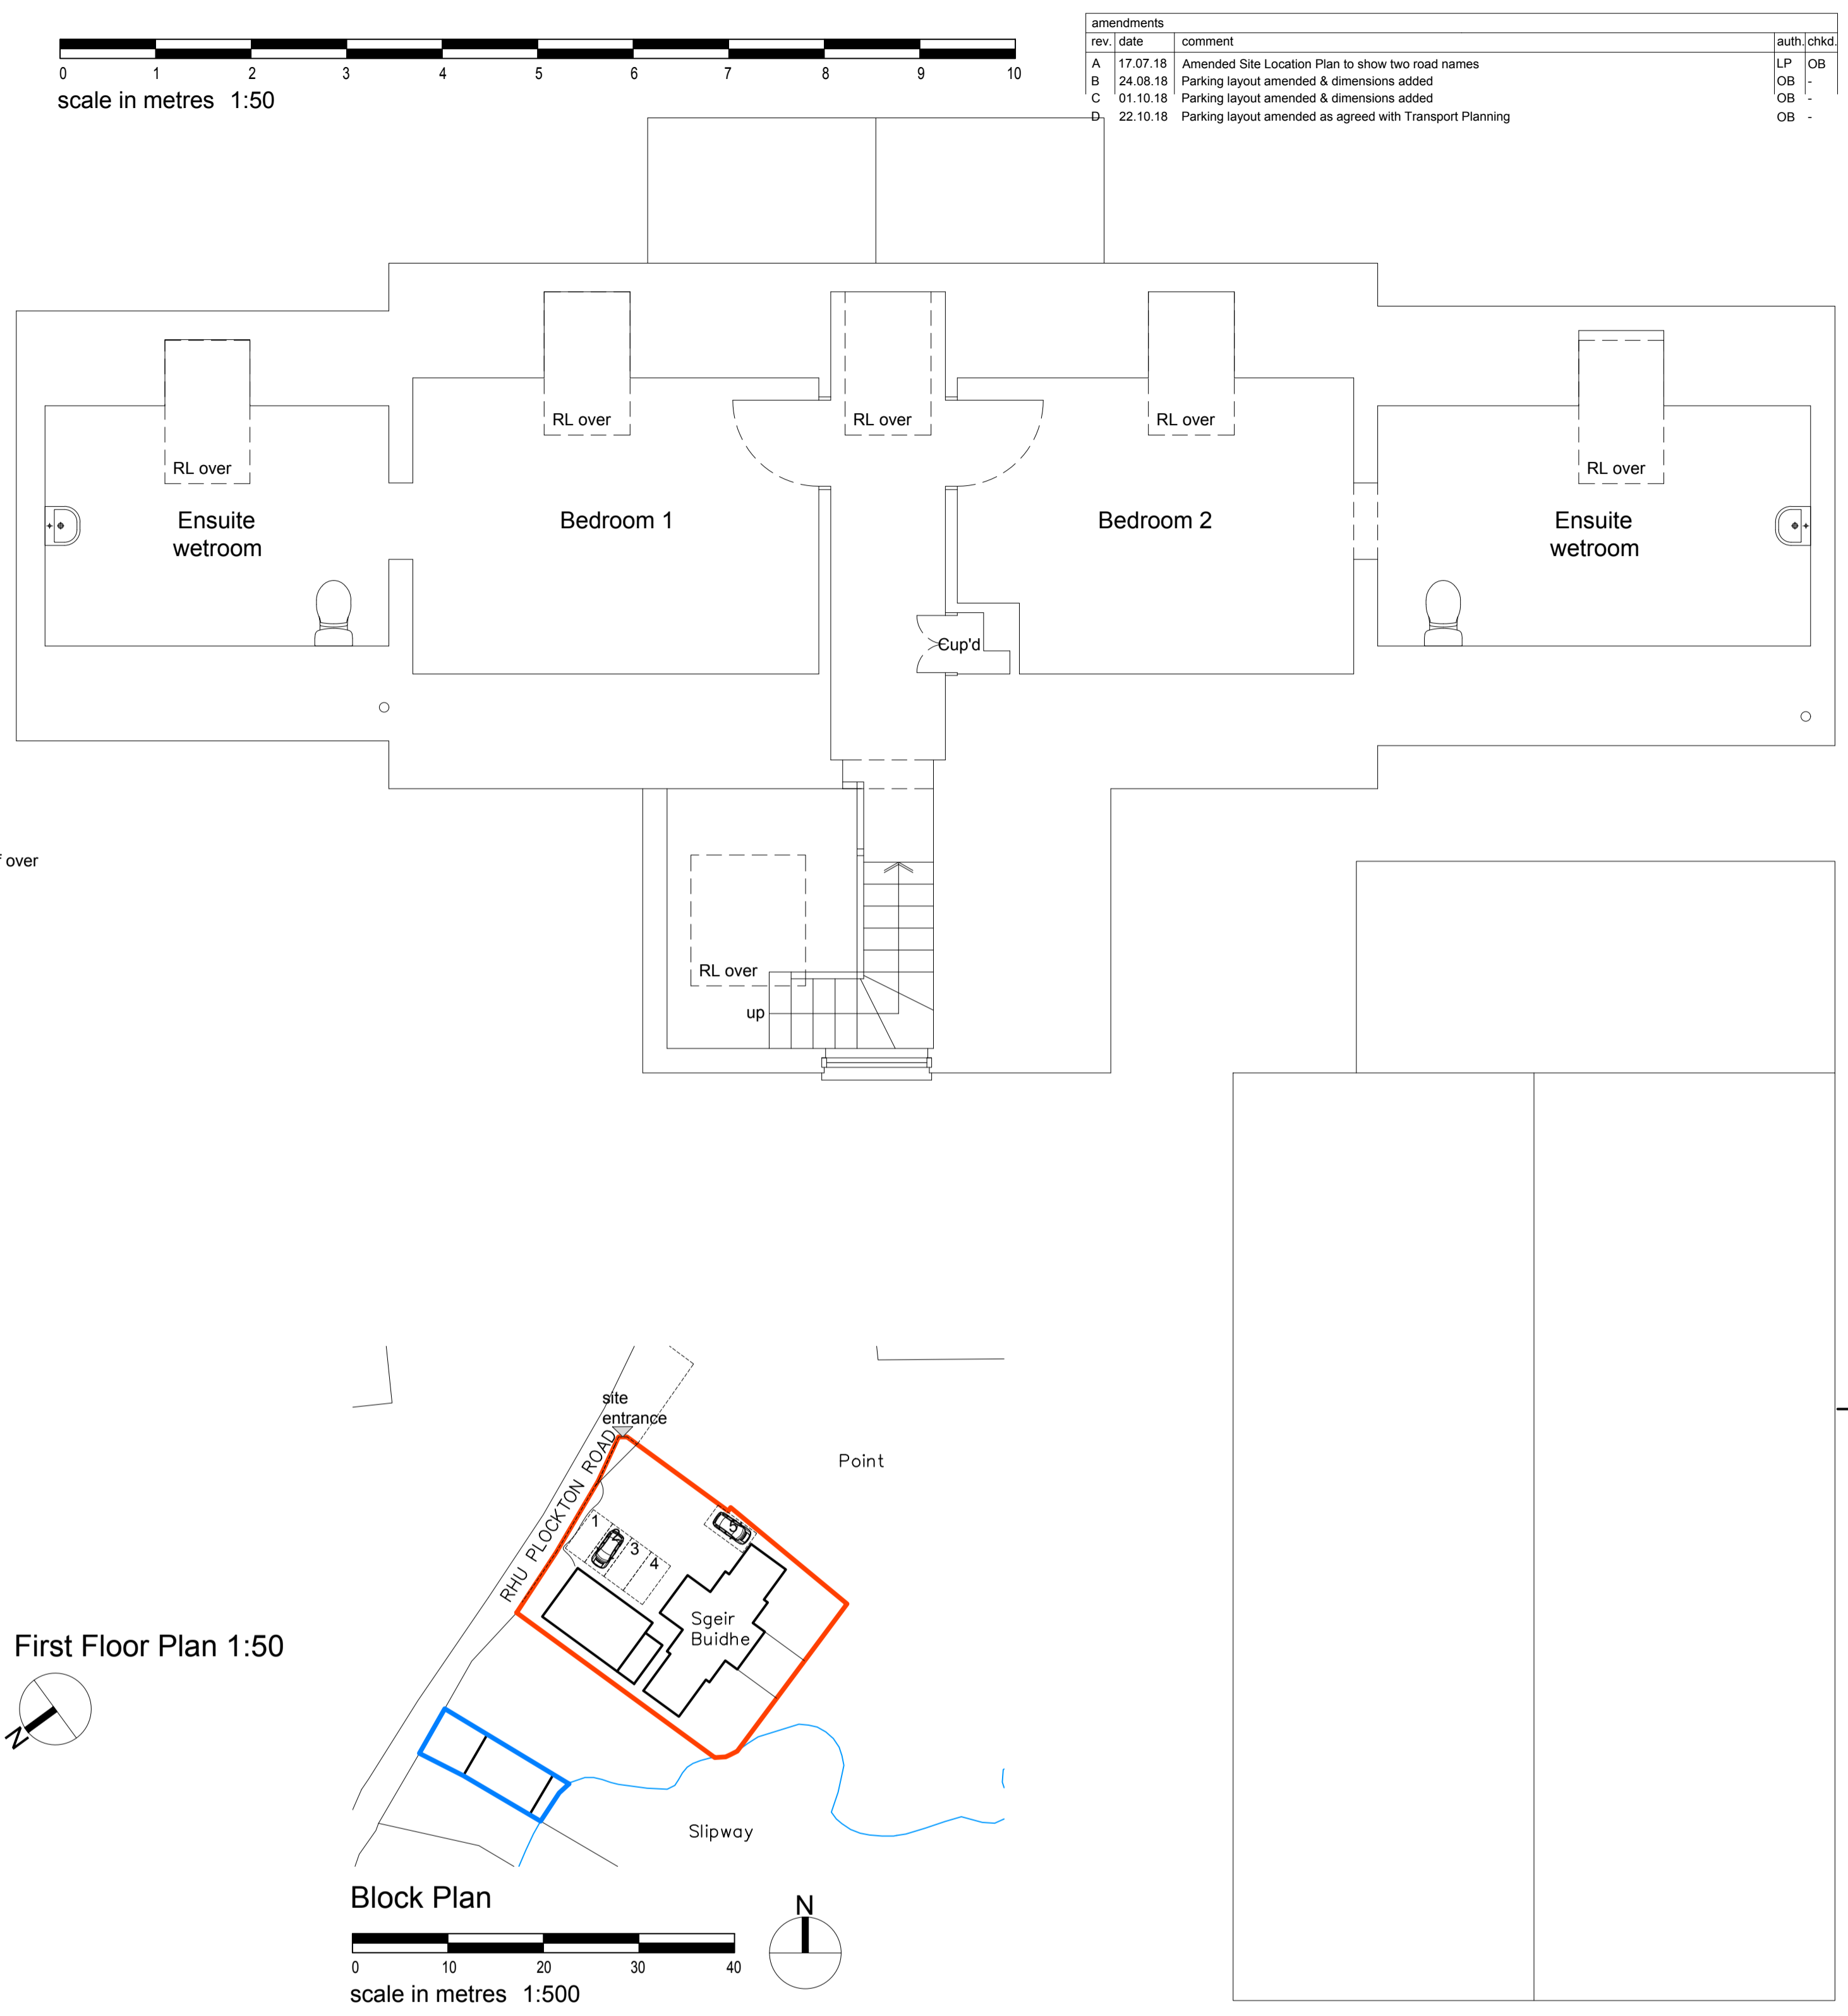 0 1 2 3 4 5 6 7 8 9 10
scale in metres 1:50
amendments
rev. date comment auth. chkd.
A 17.07.18 Amended Site Location Plan to show two road names LP OB
B 24.08.18 Parking layout amended & dimensions added OB -
C 01.10.18 Parking layout amended & dimensions added OB -
D 22.10.18 Parking layout amended as agreed with Transport Planning OB -
RL over
RL over
RL over
RL over
RL over
Ensuite
wetroom
Bedroom 1
Bedroom 2
Ensuite
wetroom
Cup'd
over
RL over
up
site
entrance
RHU PLOCKTON ROAD
Point
1
2
3
4
5
Sgeir
Buidhe
First Floor Plan 1:50
N
Slipway
Block Plan
N
0 10 20 30 40
scale in metres 1:500